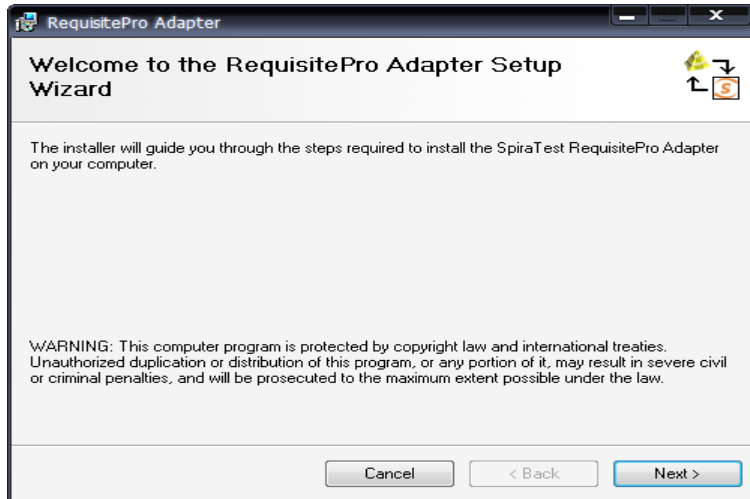 RequisitePro Adapter
Welcome to the RequisitePro Adapter Setup
Wizard
S
The installer will guide you through the steps required to install the SpiraTest RequisitePro Adapter
on your computer.
WARNING: This computer program is protected by copyright law and international treaties.
Unauthorized duplication or distribution of this program, or any portion of it, may result in severe civil
or criminal penalties, and will be prosecuted to the maximum extent possible under the law.
Cancel < Back Next >